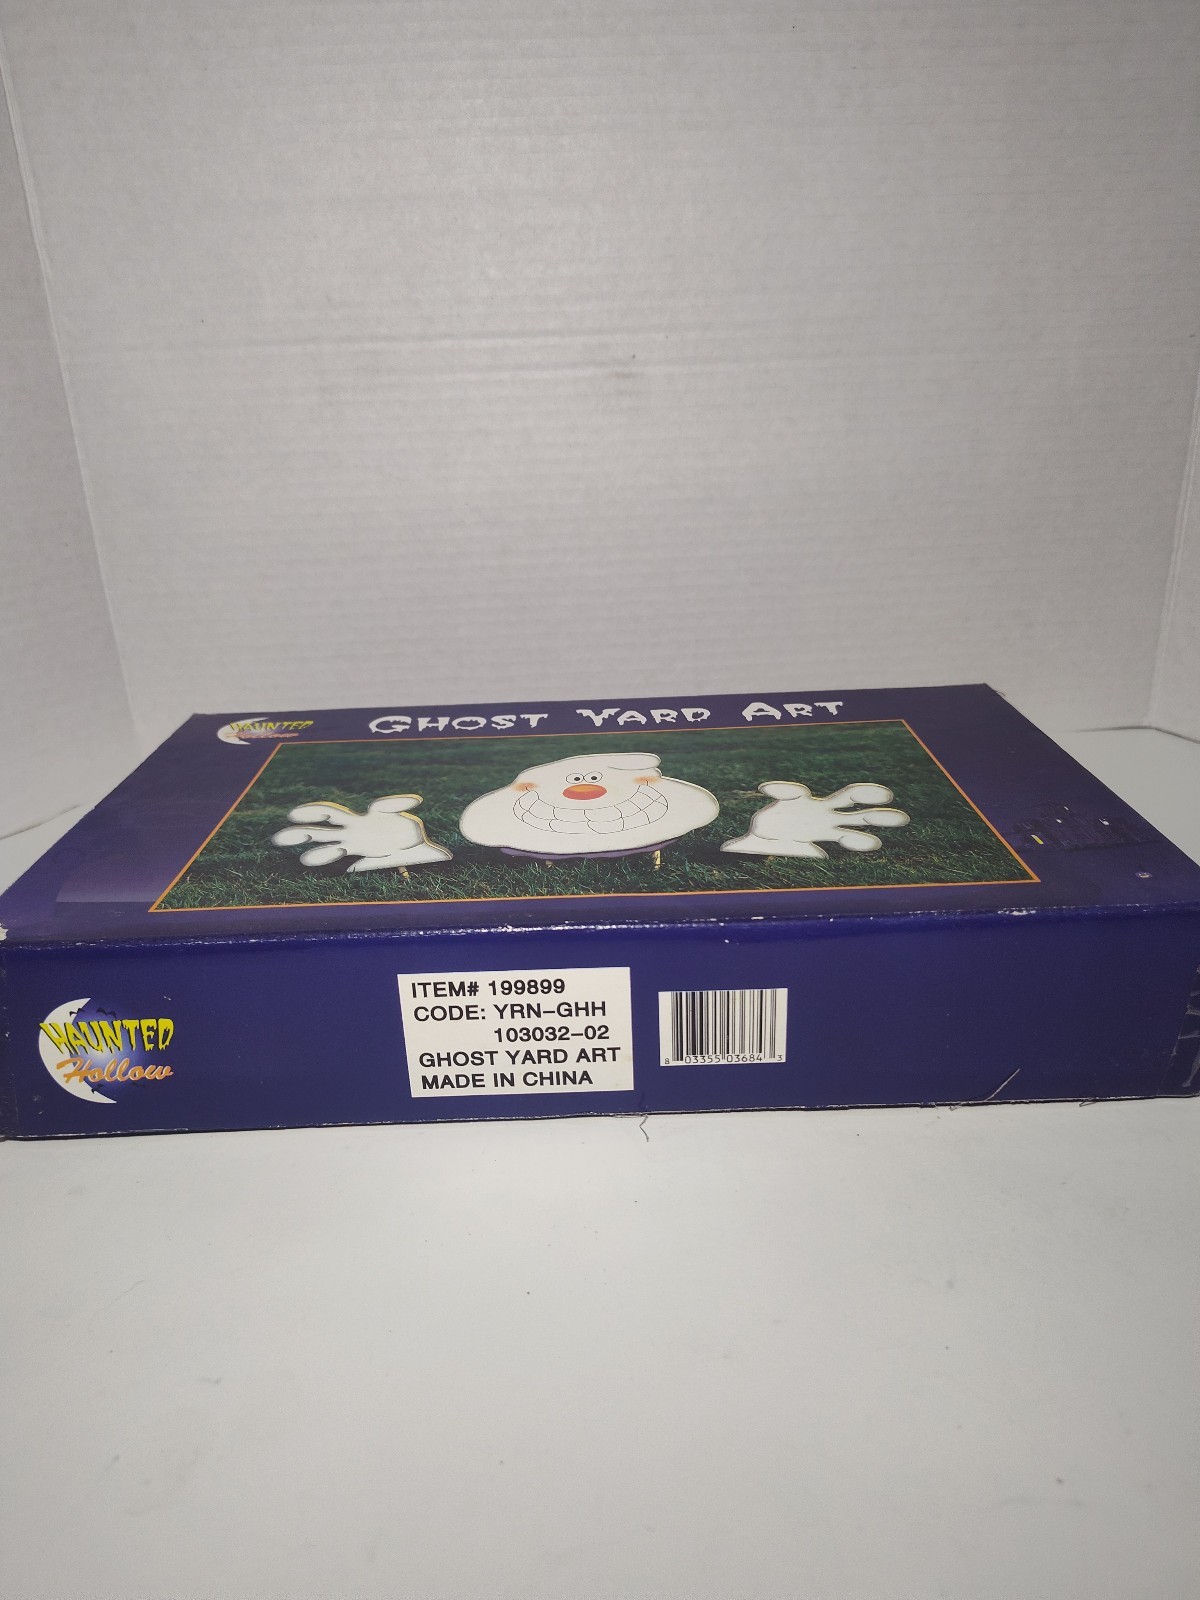 HAUNTED
Hollow
GHOST YARD ART
HAUNTED
Hollow
ITEM# 199899
CODE: YRN-GHH
103032-02
GHOST YARD ART
MADE IN CHINA
8 03355 03684 3